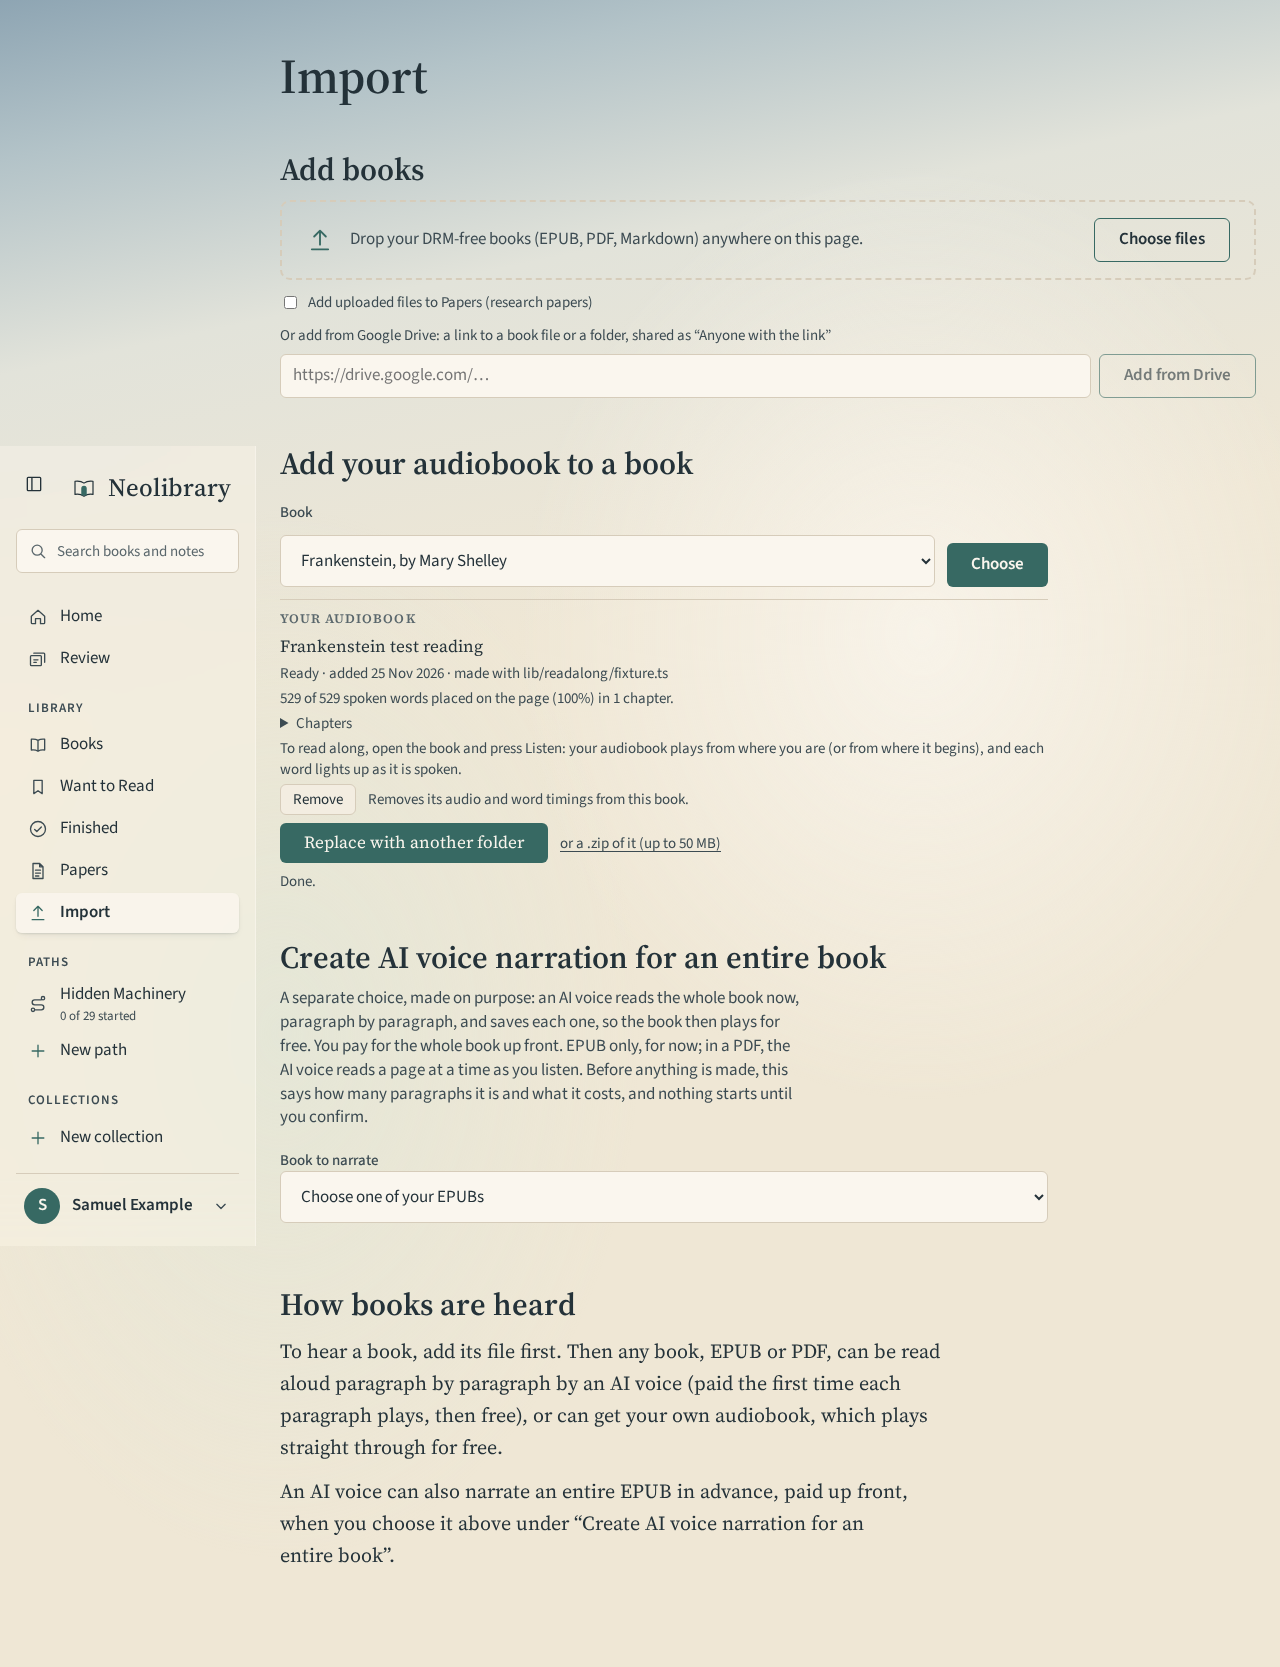 Import
Add books
Drop your DRM-free books (EPUB, PDF, Markdown) anywhere on this page.
Choose files
Add uploaded files to Papers (research papers)
Or add from Google Drive: a link to a book file or a folder, shared as “Anyone with the link”
https://drive.google.com/…
Add from Drive
Neolibrary
Search books and notes
Home
Review
LIBRARY
Books
Want to Read
Finished
Papers
Import
PATHS
Hidden Machinery
0 of 29 started
New path
COLLECTIONS
New collection
S
Samuel Example
Add your audiobook to a book
Book
Frankenstein, by Mary Shelley
Choose
YOUR AUDIOBOOK
Frankenstein test reading
Ready · added 25 Nov 2026 · made with lib/readalong/fixture.ts
529 of 529 spoken words placed on the page (100%) in 1 chapter.
Chapters
To read along, open the book and press Listen: your audiobook plays from where you are (or from where it begins), and each
word lights up as it is spoken.
Remove
Removes its audio and word timings from this book.
Replace with another folder
or a .zip of it (up to 50 MB)
Done.
Create AI voice narration for an entire book
A separate choice, made on purpose: an AI voice reads the whole book now,
paragraph by paragraph, and saves each one, so the book then plays for
free. You pay for the whole book up front. EPUB only, for now; in a PDF, the
AI voice reads a page at a time as you listen. Before anything is made, this
says how many paragraphs it is and what it costs, and nothing starts until
you confirm.
Book to narrate
Choose one of your EPUBs
How books are heard
To hear a book, add its file first. Then any book, EPUB or PDF, can be read
aloud paragraph by paragraph by an AI voice (paid the first time each
paragraph plays, then free), or can get your own audiobook, which plays
straight through for free.
An AI voice can also narrate an entire EPUB in advance, paid up front,
when you choose it above under “Create AI voice narration for an
entire book”.